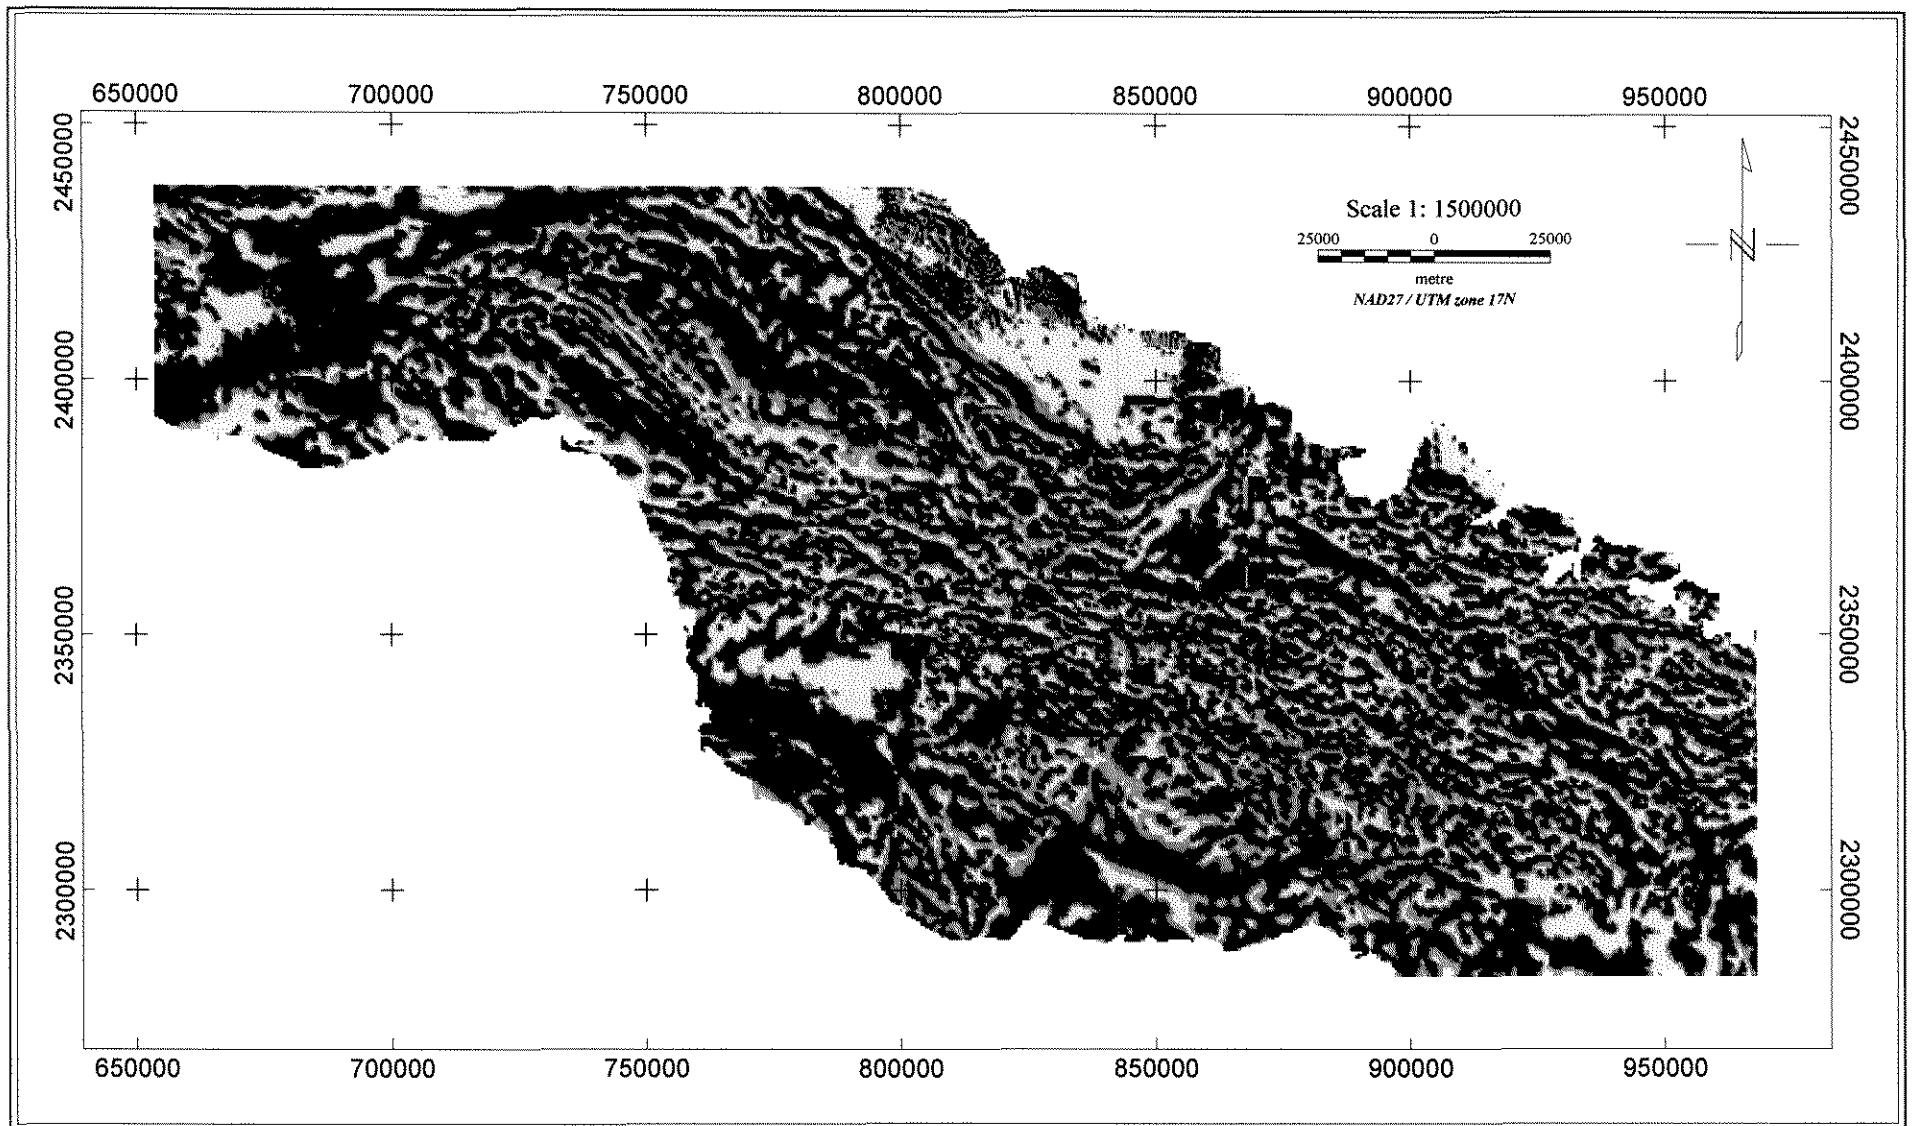 650000 700000 750000 800000 850000 900000 950000
2450000 2450000
Scale 1: 1500000
25000 0 25000
metre
NAD27 / UTM zone 17N
N
2400000 2400000
2350000 2350000
2300000 2300000
650000 700000 750000 800000 850000 900000 950000